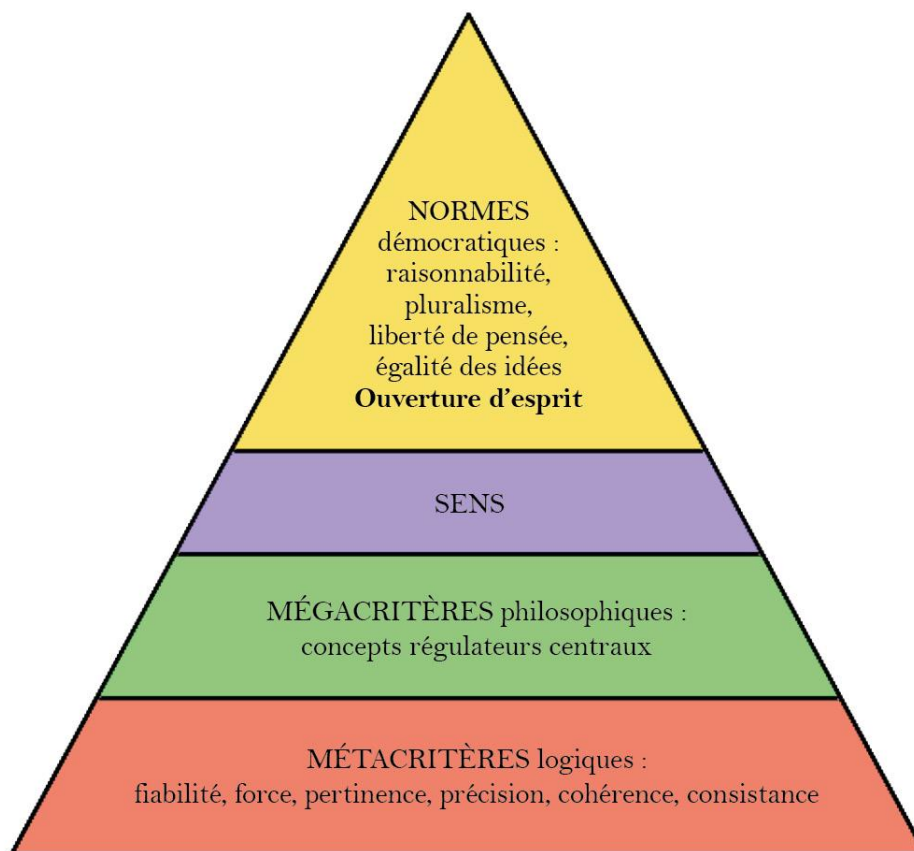 NORMES
démocratiques :
raisonnabilité,
pluralisme,
liberté de pensée,
égalité des idées
Ouverture d’esprit
SENS
MÉGACRITÈRES philosophiques :
concepts régulateurs centraux
MÉTACRITÈRES logiques :
fiabilité, force, pertinence, précision, cohérence, consistance